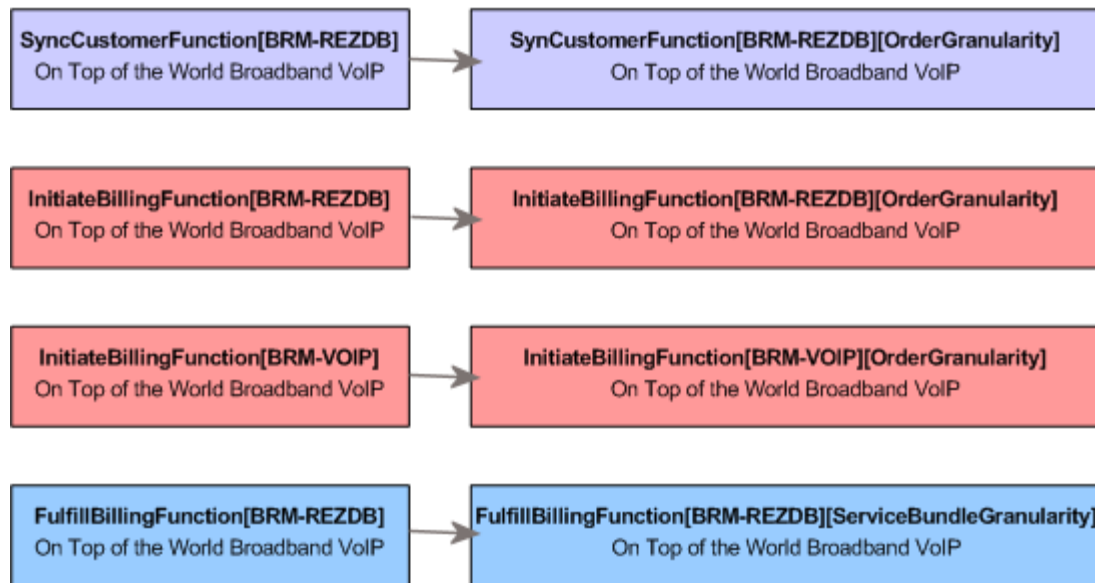 SyncCustomerFunction[BRM-REZDB]
On Top of the World Broadband VoIP
SynCustomerFunction[BRM-REZDB][OrderGranularity]
On Top of the World Broadband VoIP
InitiateBillingFunction[BRM-REZDB]
On Top of the World Broadband VoIP
InitiateBillingFunction[BRM-REZDB][OrderGranularity]
On Top of the World Broadband VoIP
InitiateBillingFunction[BRM-VOIP]
On Top of the World Broadband VoIP
InitiateBillingFunction[BRM-VOIP][OrderGranularity]
On Top of the World Broadband VoIP
FulfillBillingFunction[BRM-REZDB]
On Top of the World Broadband VoIP
FulfillBillingFunction[BRM-REZDB][ServiceBundleGranularity]
On Top of the World Broadband VoIP